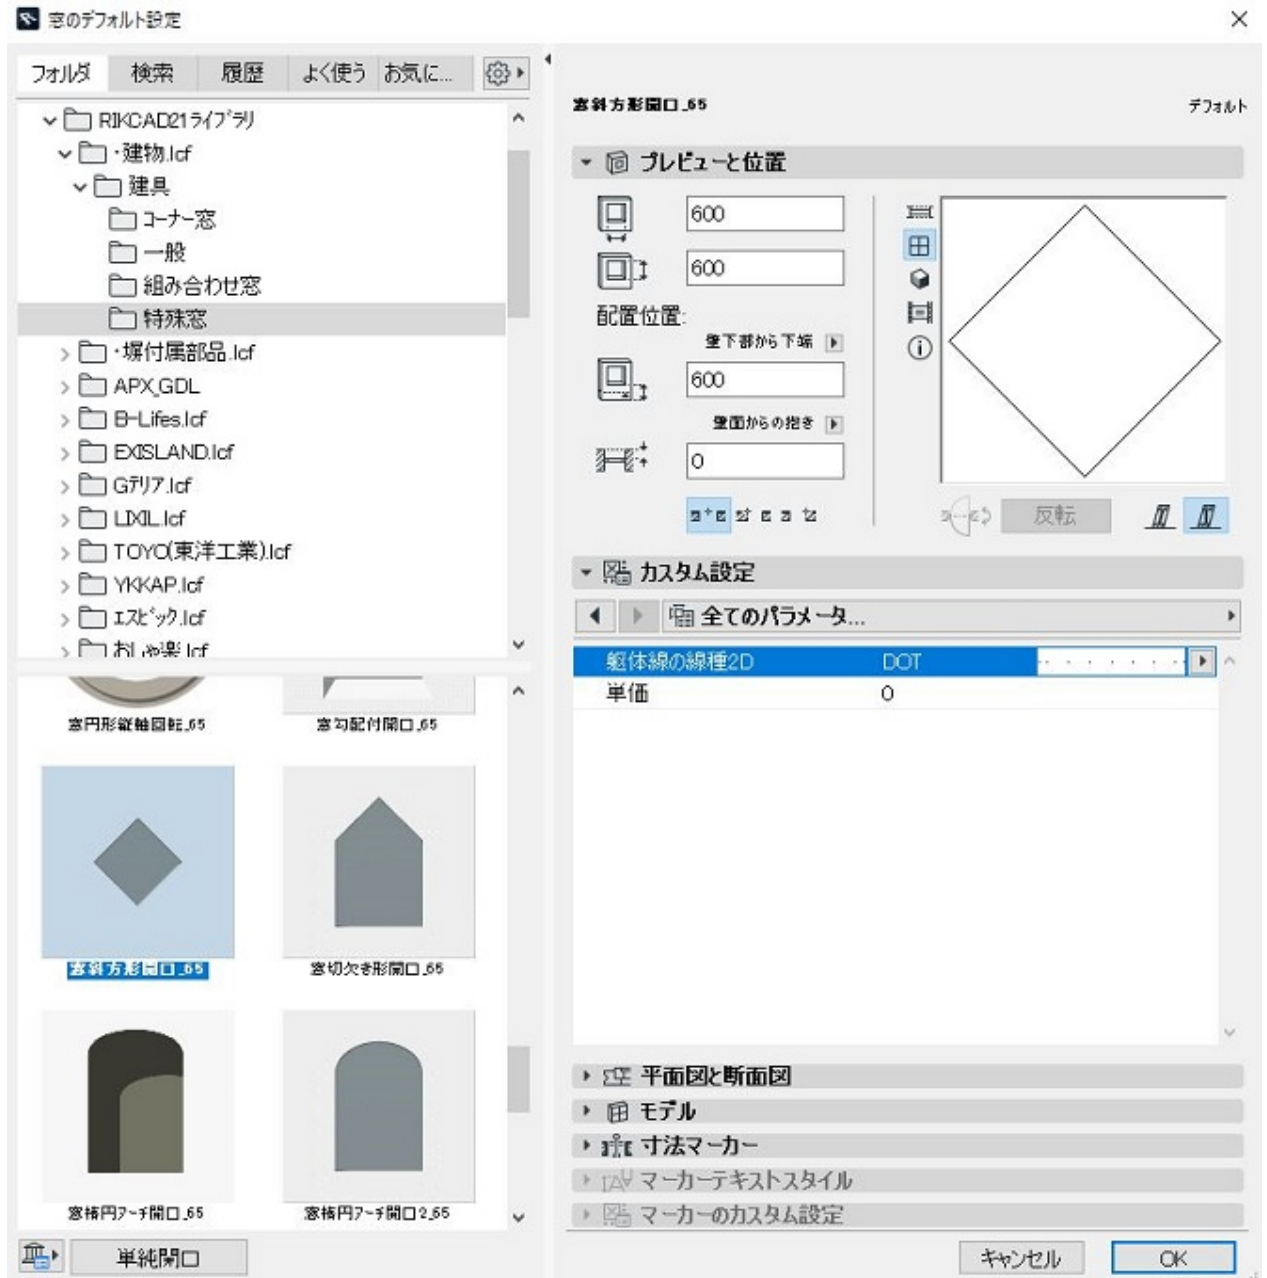 窓のデフォルト設定
フォルダ 検索 履歴 よく使う お気に...
RIKCAD21ライブラリ
・建物.lcf
建具
コーナー窓
一般
組み合わせ窓
特殊窓
・塀付属部品.lcf
APX_GDL
B-Lifes.lcf
EXISLAND.lcf
Gテリア.lcf
LIXIL.lcf
TOYO(東洋工業).lcf
YKKAP.lcf
エスビック.lcf
おしゃ楽.lcf
窓円形縦軸回転_65
窓勾配付開口_65
窓斜方形開口_65
窓切欠き形開口_65
窓楕円アーチ開口_65
窓楕円アーチ開口2_65
単純開口
窓斜方形開口_65
デフォルト
プレビューと位置
600
600
配置位置:
壁下部から下端
600
壁面からの抱き
0
反転
カスタム設定
全てのパラメータ...
躯体線の線種2D DOT
単価 0
平面図と断面図
モデル
寸法マーカー
マーカーテキストスタイル
マーカーのカスタム設定
キャンセル OK